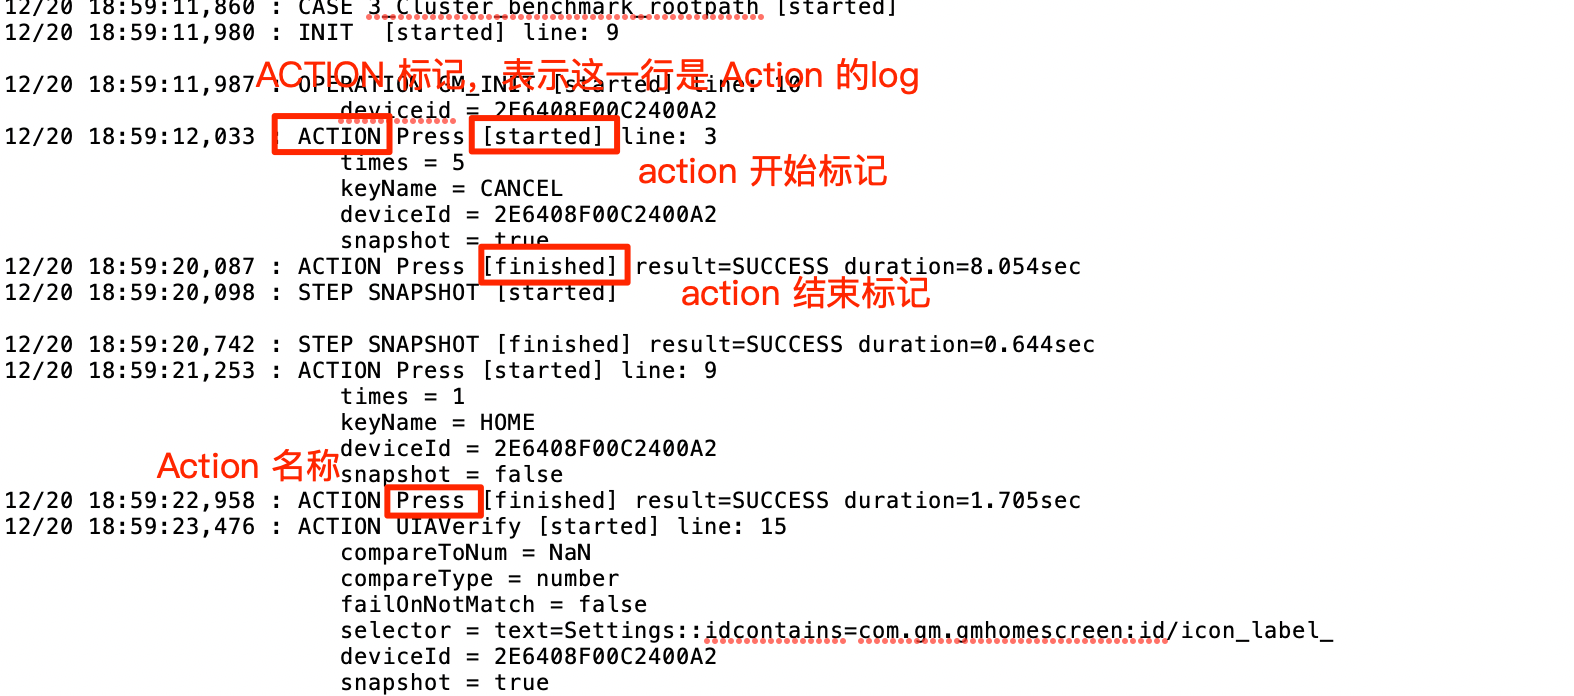 12/20 18:59:11,860 : CASE 3_Cluster_benchmark_rootpath [started]
12/20 18:59:11,980 : INIT  [started] line: 9
ACTION 标记，表示这一行是 Action 的log
12/20 18:59:11,987 : OPERATION GM_INIT [started] line: 10
deviceid = 2E6408F00C2400A2
12/20 18:59:12,033 : ACTION Press [started] line: 3
times = 5
action 开始标记
keyName = CANCEL
deviceId = 2E6408F00C2400A2
snapshot = true
12/20 18:59:20,087 : ACTION Press [finished] result=SUCCESS duration=8.054sec
12/20 18:59:20,098 : STEP SNAPSHOT [started]
action 结束标记
12/20 18:59:20,742 : STEP SNAPSHOT [finished] result=SUCCESS duration=0.644sec
12/20 18:59:21,253 : ACTION Press [started] line: 9
times = 1
keyName = HOME
deviceId = 2E6408F00C2400A2
Action 名称
snapshot = false
12/20 18:59:22,958 : ACTION Press [finished] result=SUCCESS duration=1.705sec
12/20 18:59:23,476 : ACTION UIAVerify [started] line: 15
compareToNum = NaN
compareType = number
failOnNotMatch = false
selector = text=Settings::idcontains=com.gm.gmhomescreen:id/icon_label_
deviceId = 2E6408F00C2400A2
snapshot = true